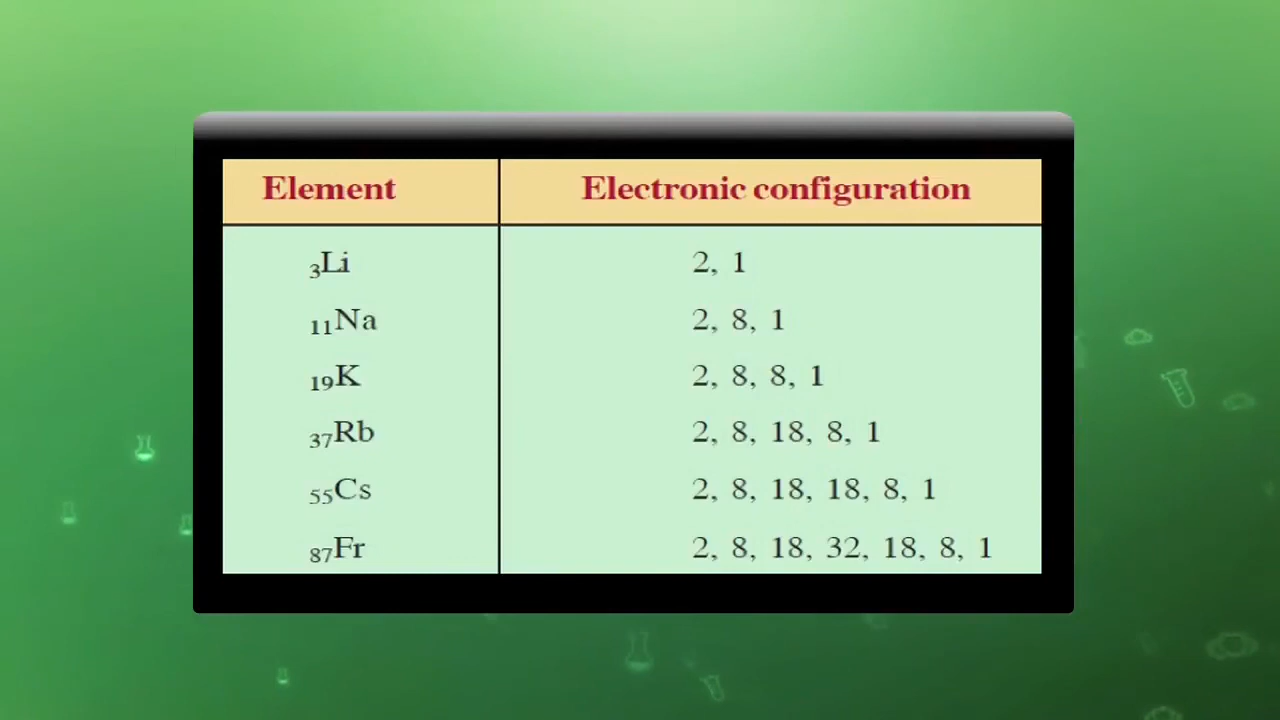 Element Electronic configuration
₃Li 2, 1
₁₁Na 2, 8, 1
₁₉K 2, 8, 8, 1
₃₇Rb 2, 8, 18, 8, 1
₅₅Cs 2, 8, 18, 18, 8, 1
₈₇Fr 2, 8, 18, 32, 18, 8, 1